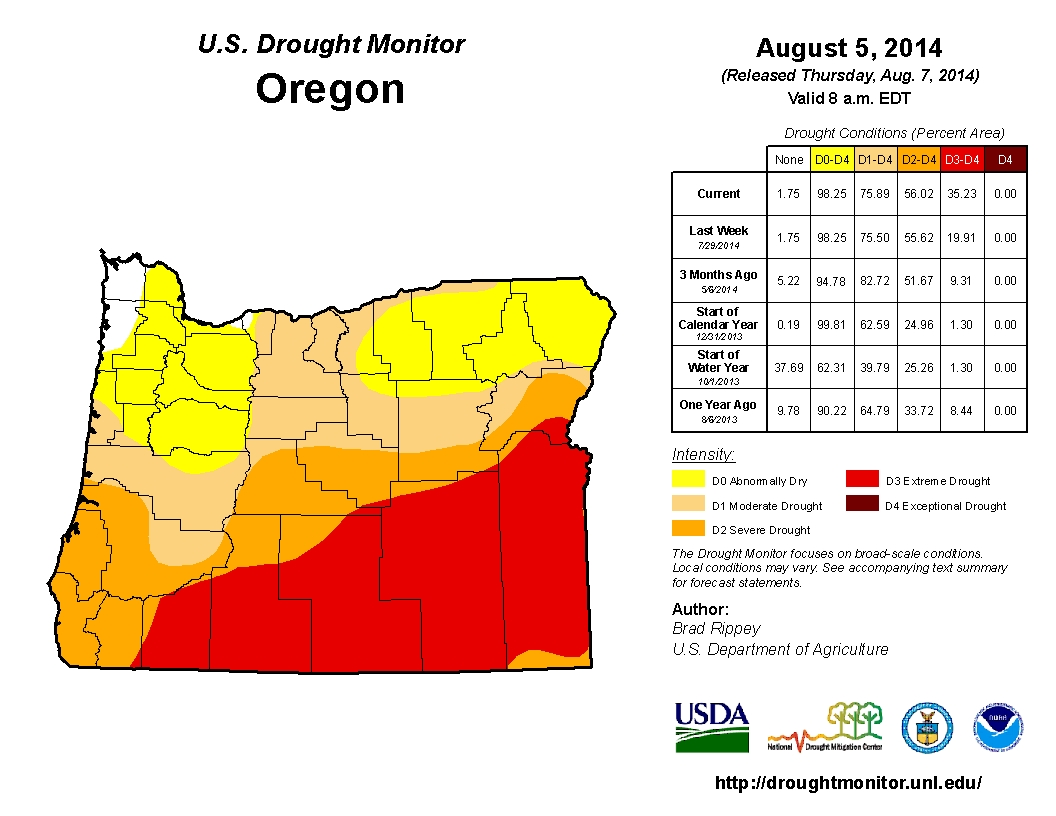 U.S. Drought Monitor
Oregon
August 5, 2014
(Released Thursday, Aug. 7, 2014)
Valid 8 a.m. EDT
Drought Conditions (Percent Area)
None D0-D4 D1-D4 D2-D4 D3-D4 D4
Current 1.75 98.25 75.89 56.02 35.23 0.00
Last Week
7/29/2014
1.75 98.25 75.50 55.62 19.91 0.00
3 Months Ago
5/6/2014
5.22 94.78 82.72 51.67 9.31 0.00
Start of
Calendar Year
12/31/2013
0.19 99.81 62.59 24.96 1.30 0.00
Start of
Water Year
10/1/2013
37.69 62.31 39.79 25.26 1.30 0.00
One Year Ago
8/6/2013
9.78 90.22 64.79 33.72 8.44 0.00
Intensity:
D0 Abnormally Dry
D3 Extreme Drought
D1 Moderate Drought
D4 Exceptional Drought
D2 Severe Drought
The Drought Monitor focuses on broad-scale conditions.
Local conditions may vary. See accompanying text summary
for forecast statements.
Author:
Brad Rippey
U.S. Department of Agriculture
USDA
National Drought Mitigation Center
NOAA
http://droughtmonitor.unl.edu/